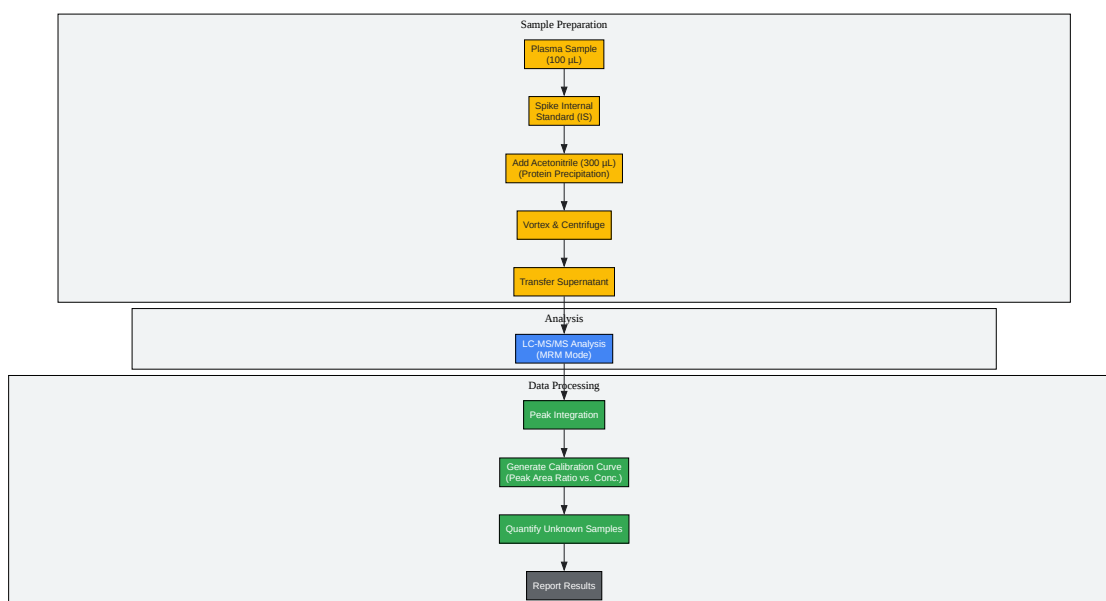 Sample Preparation
Plasma Sample
(100 µL)
Spike Internal
Standard (IS)
Add Acetonitrile (300 µL)
(Protein Precipitation)
Vortex & Centrifuge
Transfer Supernatant
Analysis
LC-MS/MS Analysis
(MRM Mode)
Data Processing
Peak Integration
Generate Calibration Curve
(Peak Area Ratio vs. Conc.)
Quantify Unknown Samples
Report Results